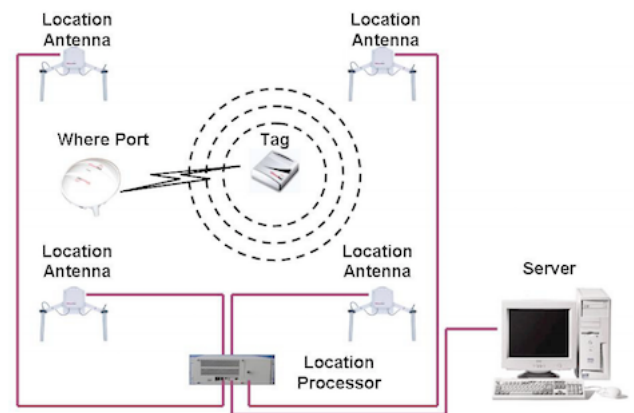 Location
Antenna
Location
Antenna
Where Port
Tag
Location
Antenna
Location
Antenna
Server
Location
Processor